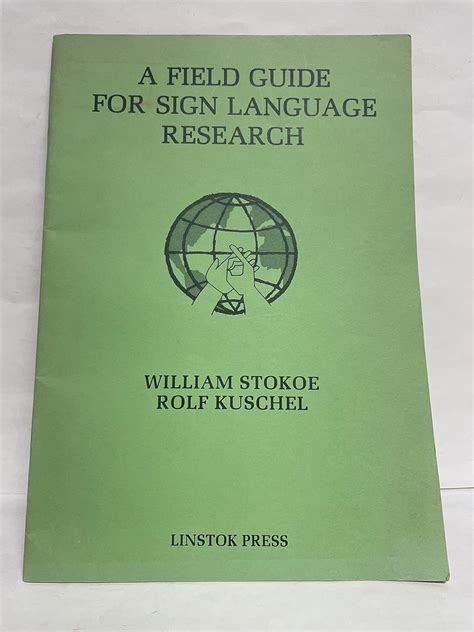 A FIELD GUIDE
FOR SIGN LANGUAGE
RESEARCH
WILLIAM STOKOE
ROLF KUSCHEL
LINSTOK PRESS